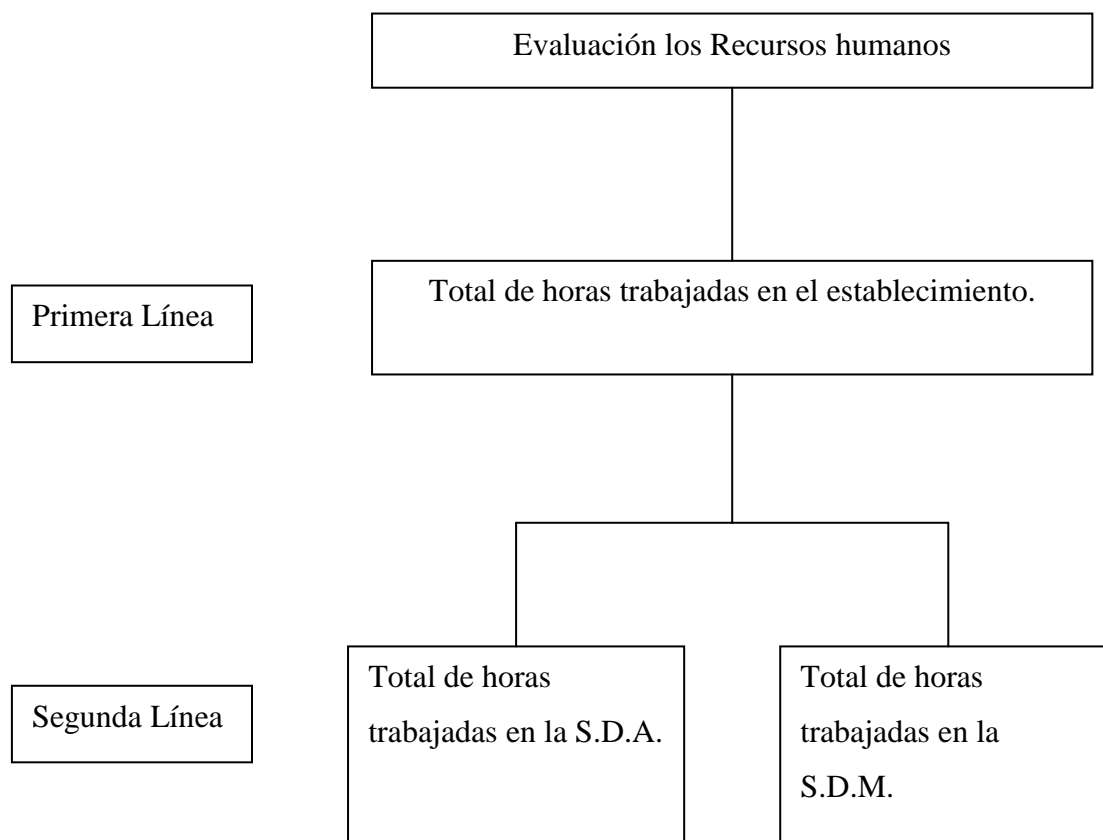 Evaluación los Recursos humanos
Primera Línea
Total de horas trabajadas en el establecimiento.
Segunda Línea
Total de horas
trabajadas en la S.D.A.
Total de horas
trabajadas en la
S.D.M.